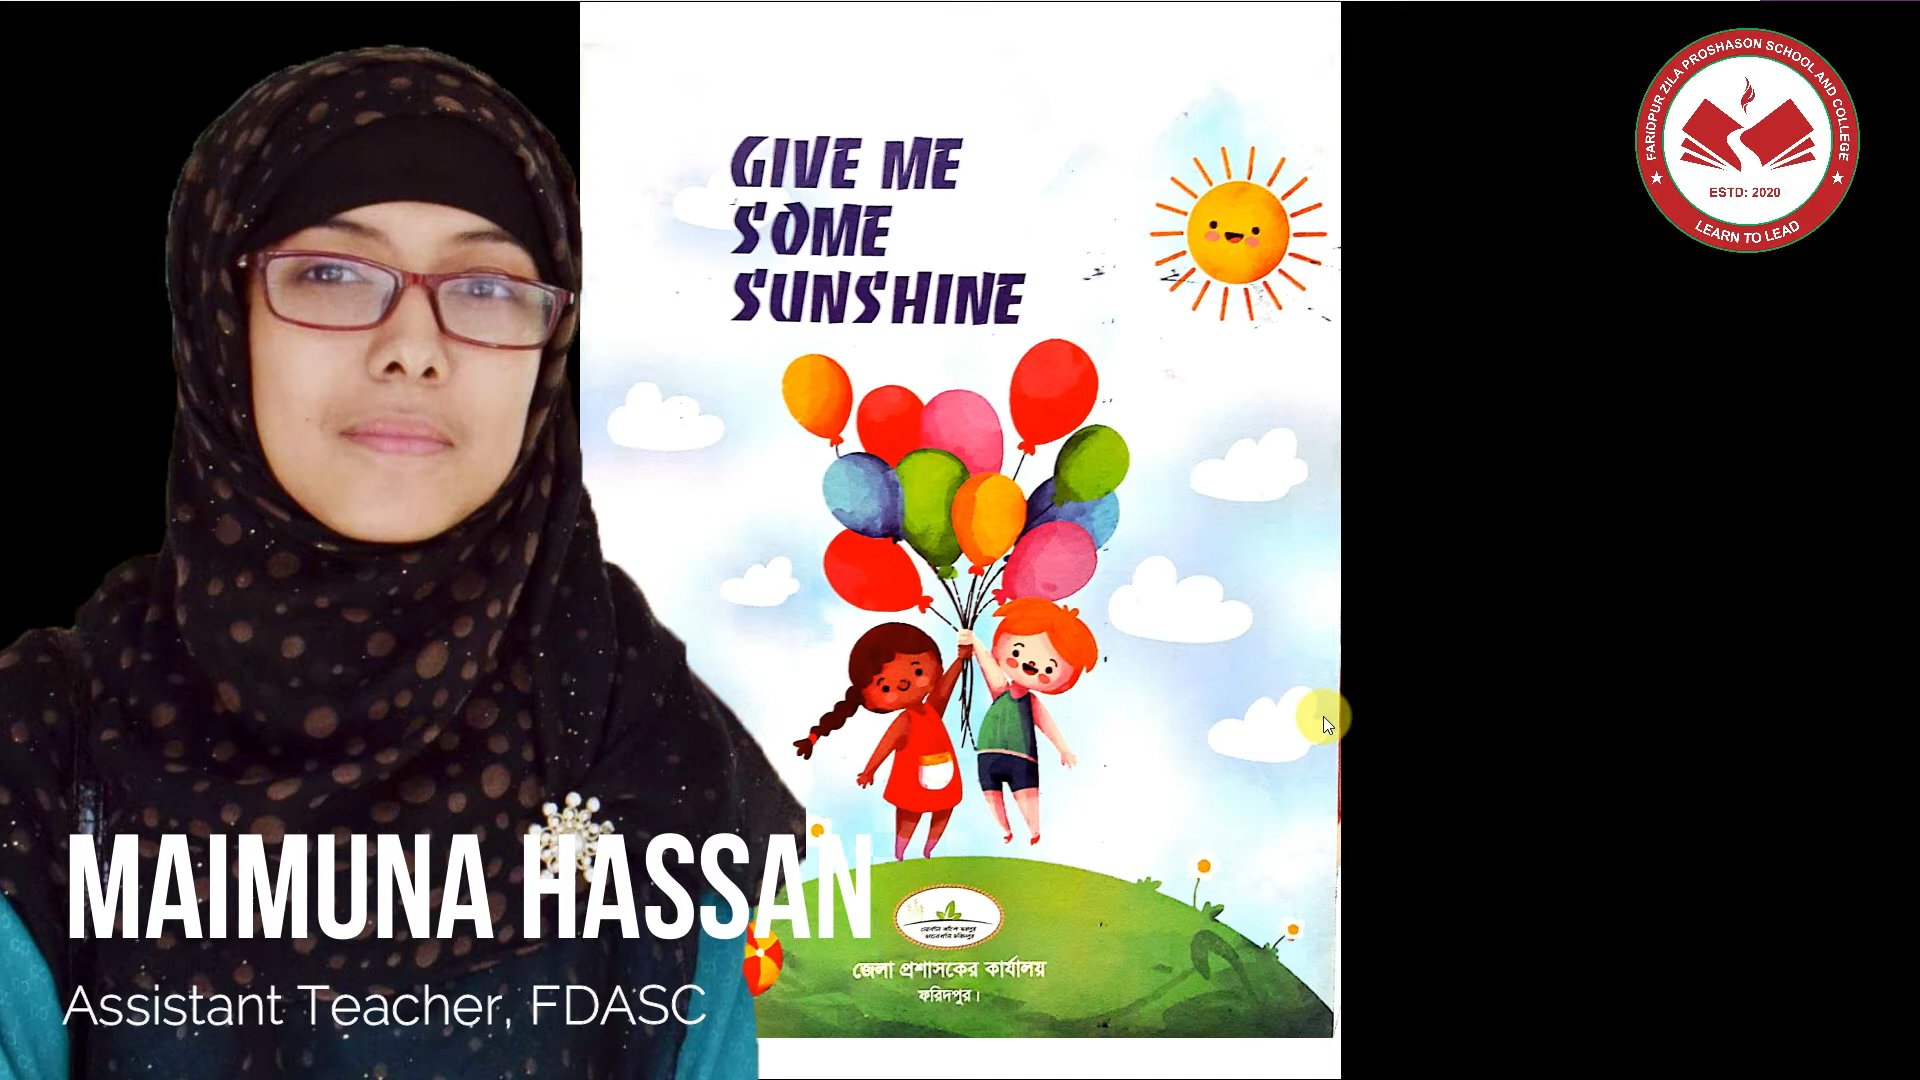 GIVE ME
SOME
SUNSHINE
FARIDPUR ZILA PROSHASON SCHOOL AND COLLEGE
ESTD: 2020
LEARN TO LEAD
MAIMUNA HASSAN
Assistant Teacher, FDASC
জেলা প্রশাসকের কার্যালয়
ফরিদপুর।